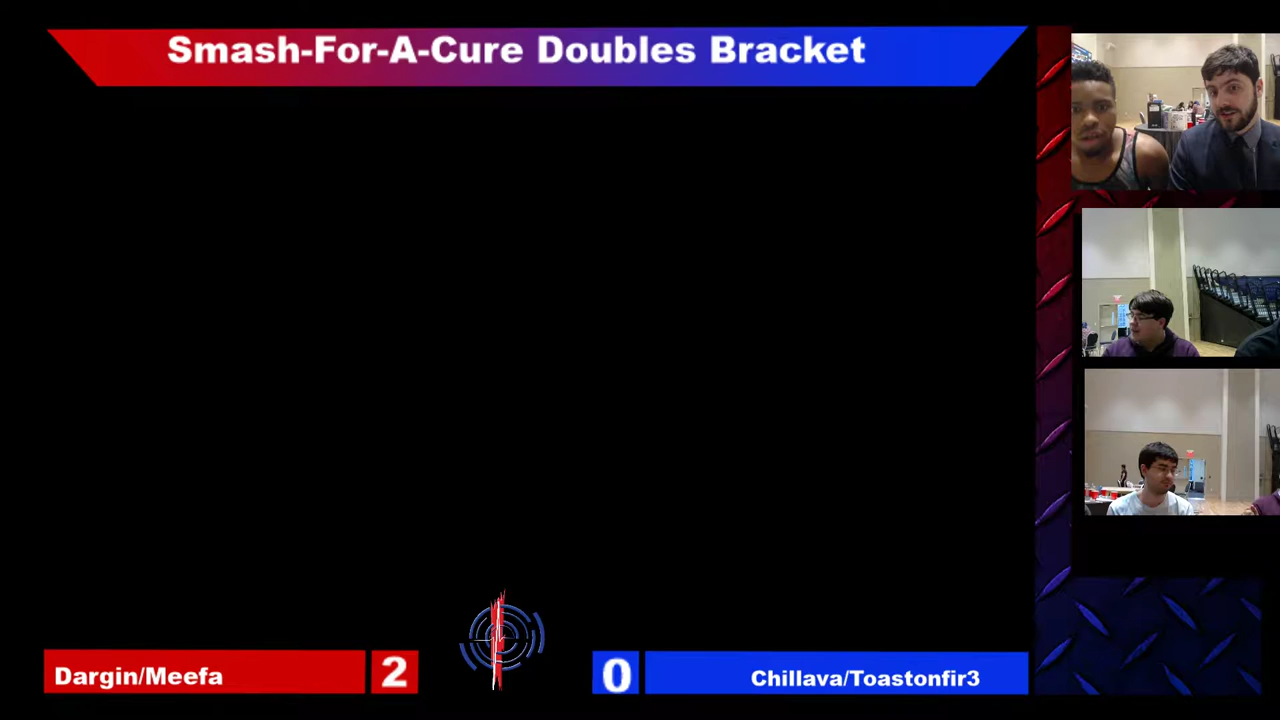 Smash-For-A-Cure Doubles Bracket
Dargin/Meefa
2
0
Chillava/Toastonfir3